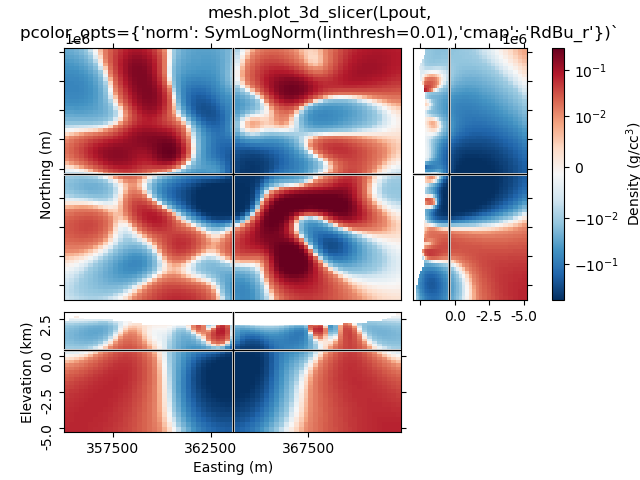 mesh.plot_3d_slicer(Lpout,
pcolor_opts={'norm': SymLogNorm(linthresh=0.01),'cmap': 'RdBu_r'})`
1e6
1e6
Northing (m)
10⁻¹
10⁻²
0
−10⁻²
−10⁻¹
Density (g/cc³)
0.0 -2.5 -5.0
2.5
0.0
-2.5
-5.0
Elevation (km)
357500 362500 367500
Easting (m)